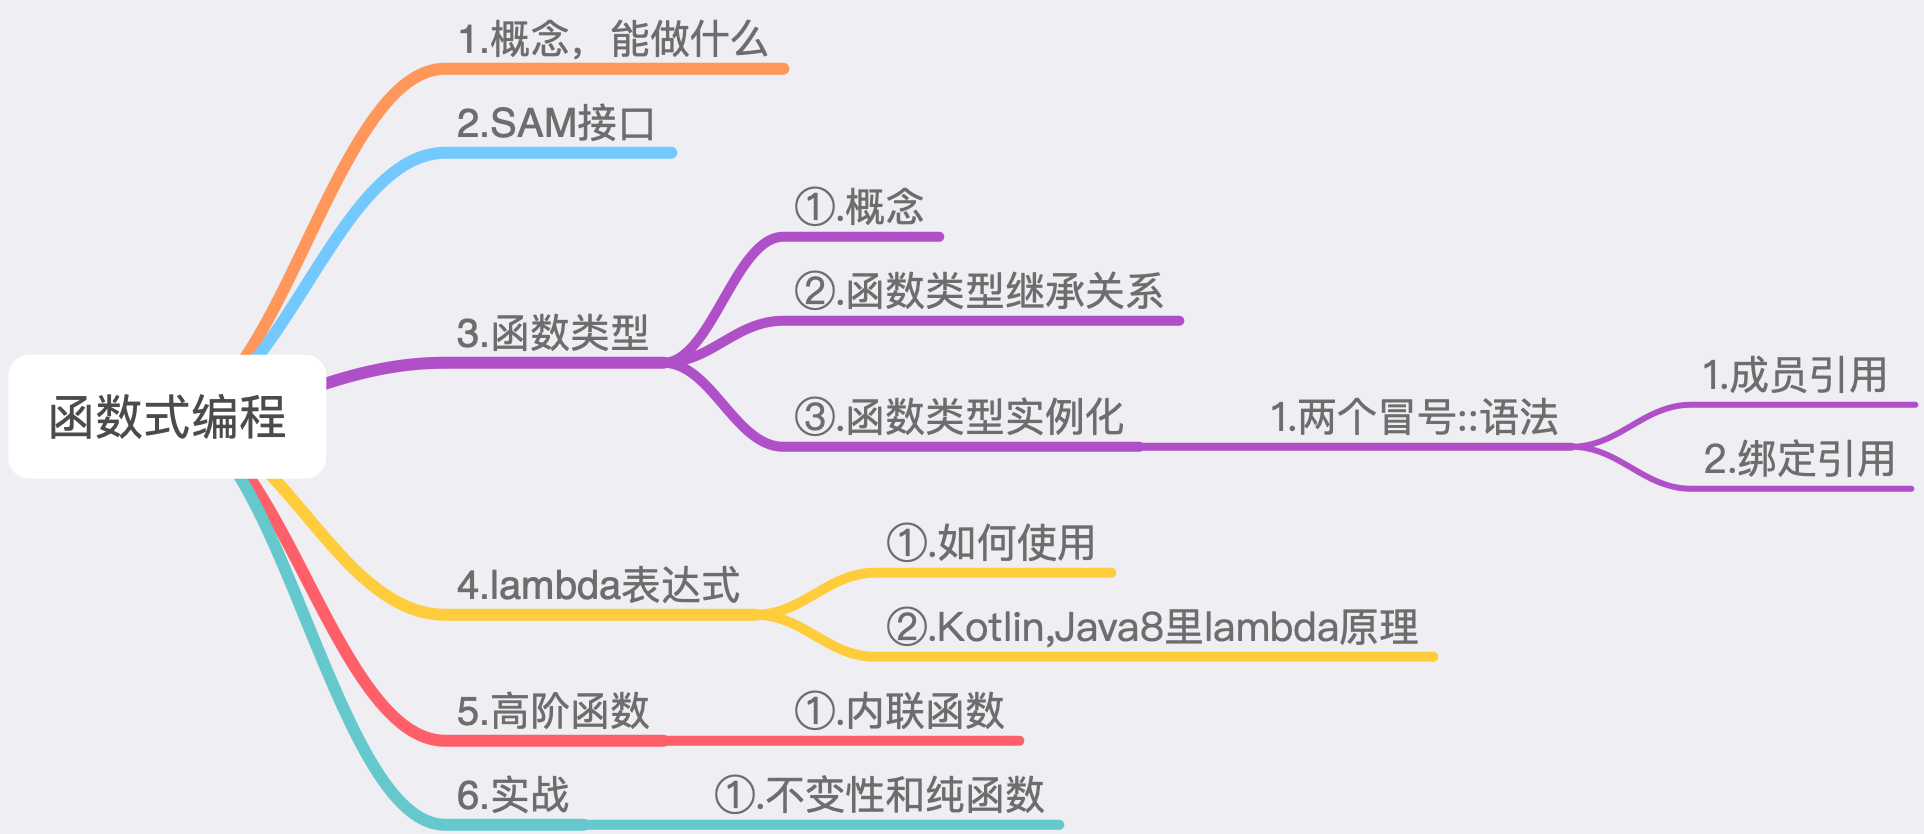 函数式编程
1.概念，能做什么
2.SAM接口
3.函数类型
①.概念
②.函数类型继承关系
③.函数类型实例化
1.两个冒号::语法
1.成员引用
2.绑定引用
4.lambda表达式
①.如何使用
②.Kotlin,Java8里lambda原理
5.高阶函数
①.内联函数
6.实战
①.不变性和纯函数